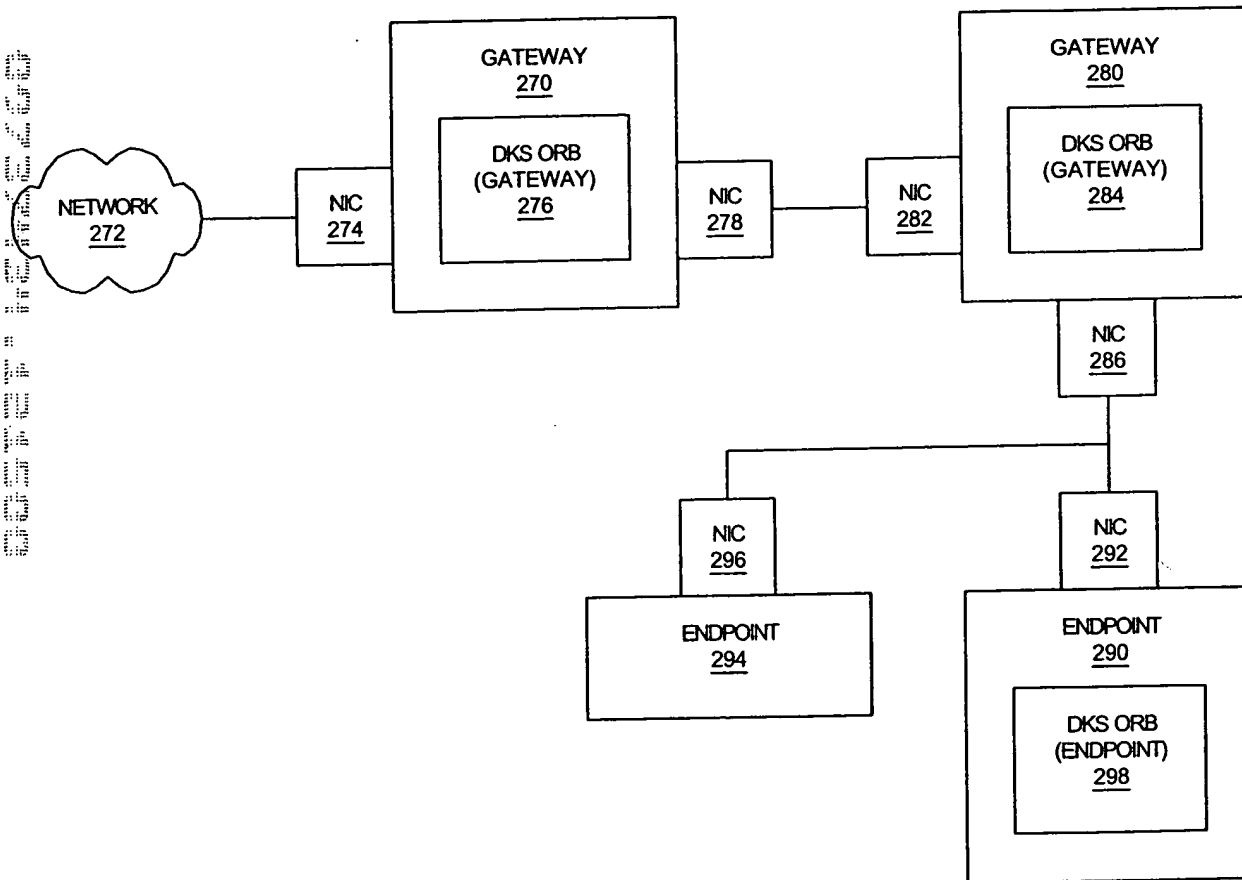 GATEWAY
270
DKS ORB
(GATEWAY)
276
NETWORK
272
NIC
274
NIC
278
NIC
282
GATEWAY
280
DKS ORB
(GATEWAY)
284
NIC
286
NIC
296
NIC
292
ENDPOINT
294
ENDPOINT
290
DKS ORB
(ENDPOINT)
298